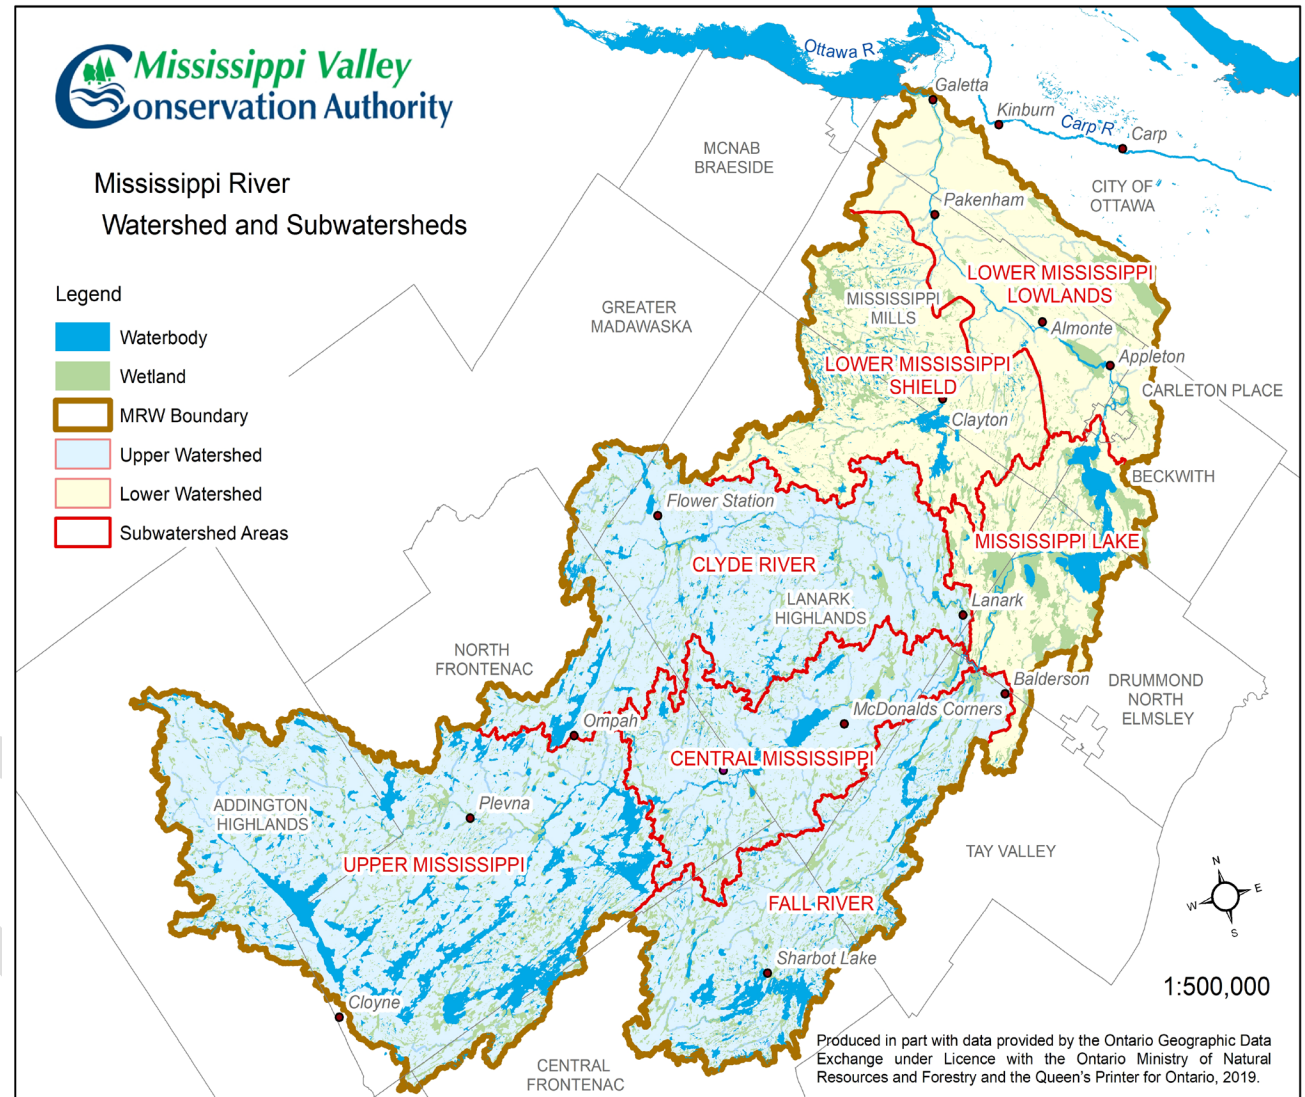 Mississippi Valley
Conservation Authority
Mississippi River
Watershed and Subwatersheds
Legend
Waterbody
Wetland
MRW Boundary
Upper Watershed
Lower Watershed
Subwatershed Areas
Ottawa R.
Galetta
Kinburn
Carp R
Carp
MCNAB
BRAESIDE
CITY OF
OTTAWA
Pakenham
LOWER MISSISSIPPI
LOWLANDS
MISSISSIPPI
MILLS
GREATER
MADAWASKA
Almonte
Appleton
LOWER MISSISSIPPI
SHIELD
CARLETON PLACE
Clayton
BECKWITH
Flower Station
MISSISSIPPI LAKE
CLYDE RIVER
LANARK
HIGHLANDS
Lanark
NORTH
FRONTENAC
Balderson
DRUMMOND
NORTH
ELMSLEY
McDonalds Corners
Ompah
CENTRAL MISSISSIPPI
ADDINGTON
HIGHLANDS
Plevna
UPPER MISSISSIPPI
TAY VALLEY
FALL RIVER
N
E
W
S
Sharbot Lake
1:500,000
Cloyne
CENTRAL
FRONTENAC
Produced in part with data provided by the Ontario Geographic Data
Exchange under Licence with the Ontario Ministry of Natural
Resources and Forestry and the Queen's Printer for Ontario, 2019.